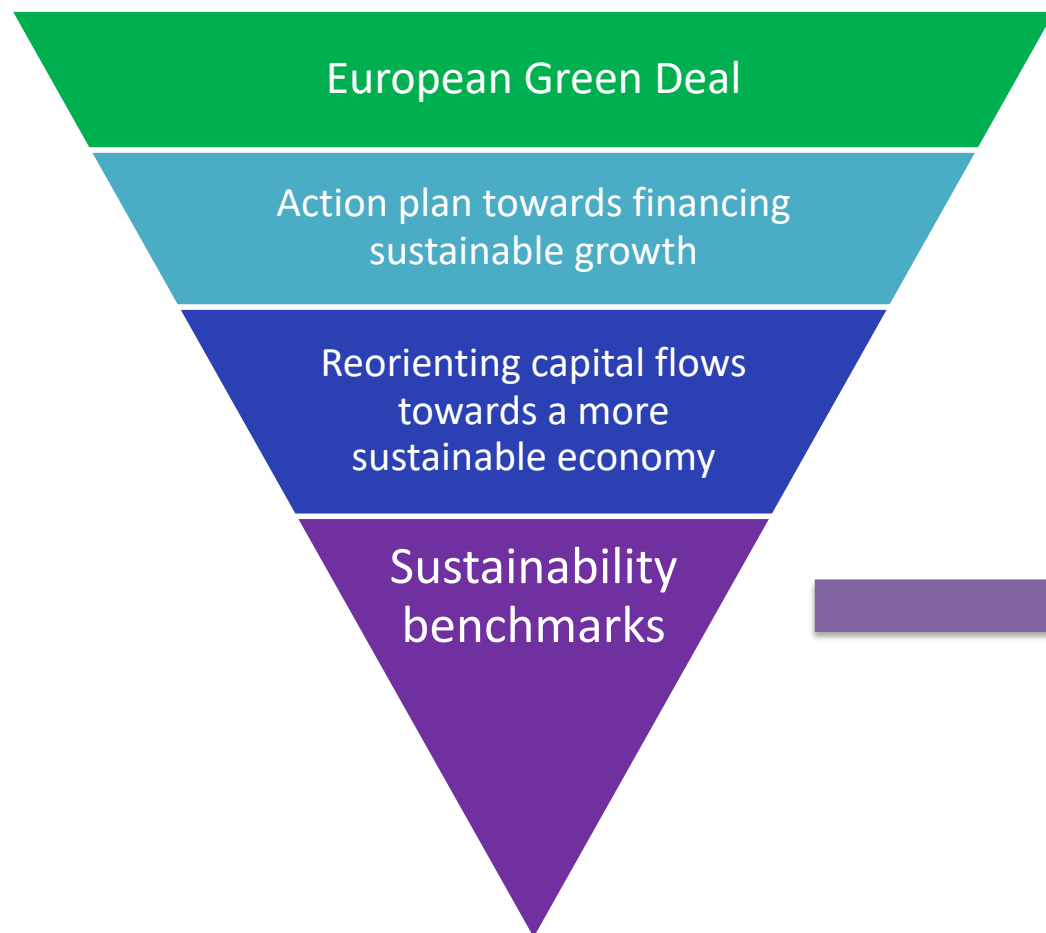 European Green Deal
Action plan towards financing
sustainable growth
Reorienting capital flows
towards a more
sustainable economy
Sustainability
benchmarks